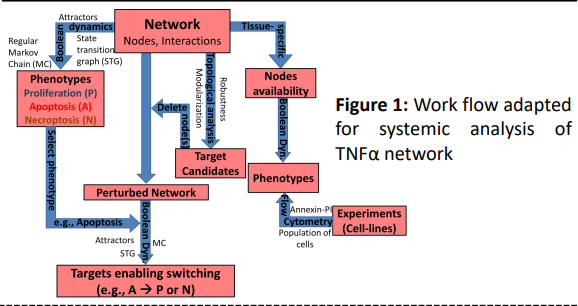 Attractors
dynamics
Boolean
State
transition
graph (STG)
Regular
Markov
Chain (MC)
Network
Nodes, Interactions
Tissue-
specific
Phenotypes
Proliferation (P)
Apoptosis (A)
Necroptosis (N)
Topological analysis
Robustness
Modularization
Nodes
availability
Delete
node(s)
Boolean Dyn
Target
Candidates
Phenotypes
Select phenotype
Perturbed Network
e.g., Apoptosis
Boolean Dyn
Attractors
STG
MC
Flow
Cytometry
Annexin-PI
Population of
cells
Experiments
(Cell-lines)
Targets enabling switching
(e.g., A → P or N)
Figure 1: Work flow adapted
for systemic analysis of
TNFα network